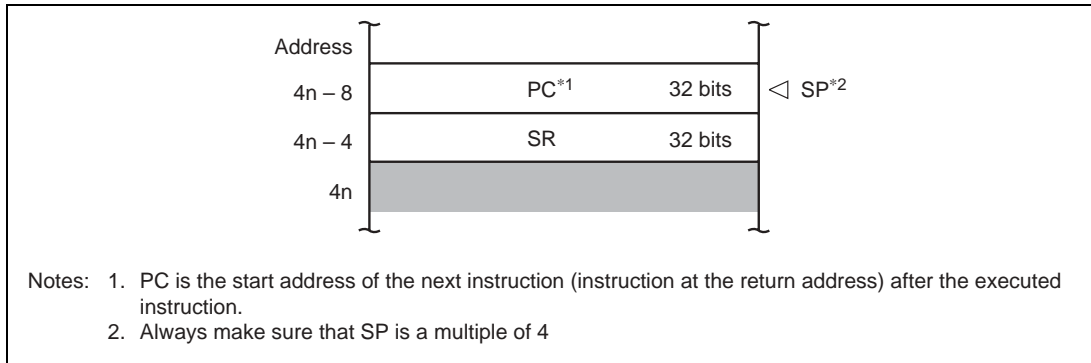 Address
4n – 8 PC*1 32 bits ◁ SP*2
4n – 4 SR 32 bits
4n
Notes: 1. PC is the start address of the next instruction (instruction at the return address) after the executed
instruction.
2. Always make sure that SP is a multiple of 4